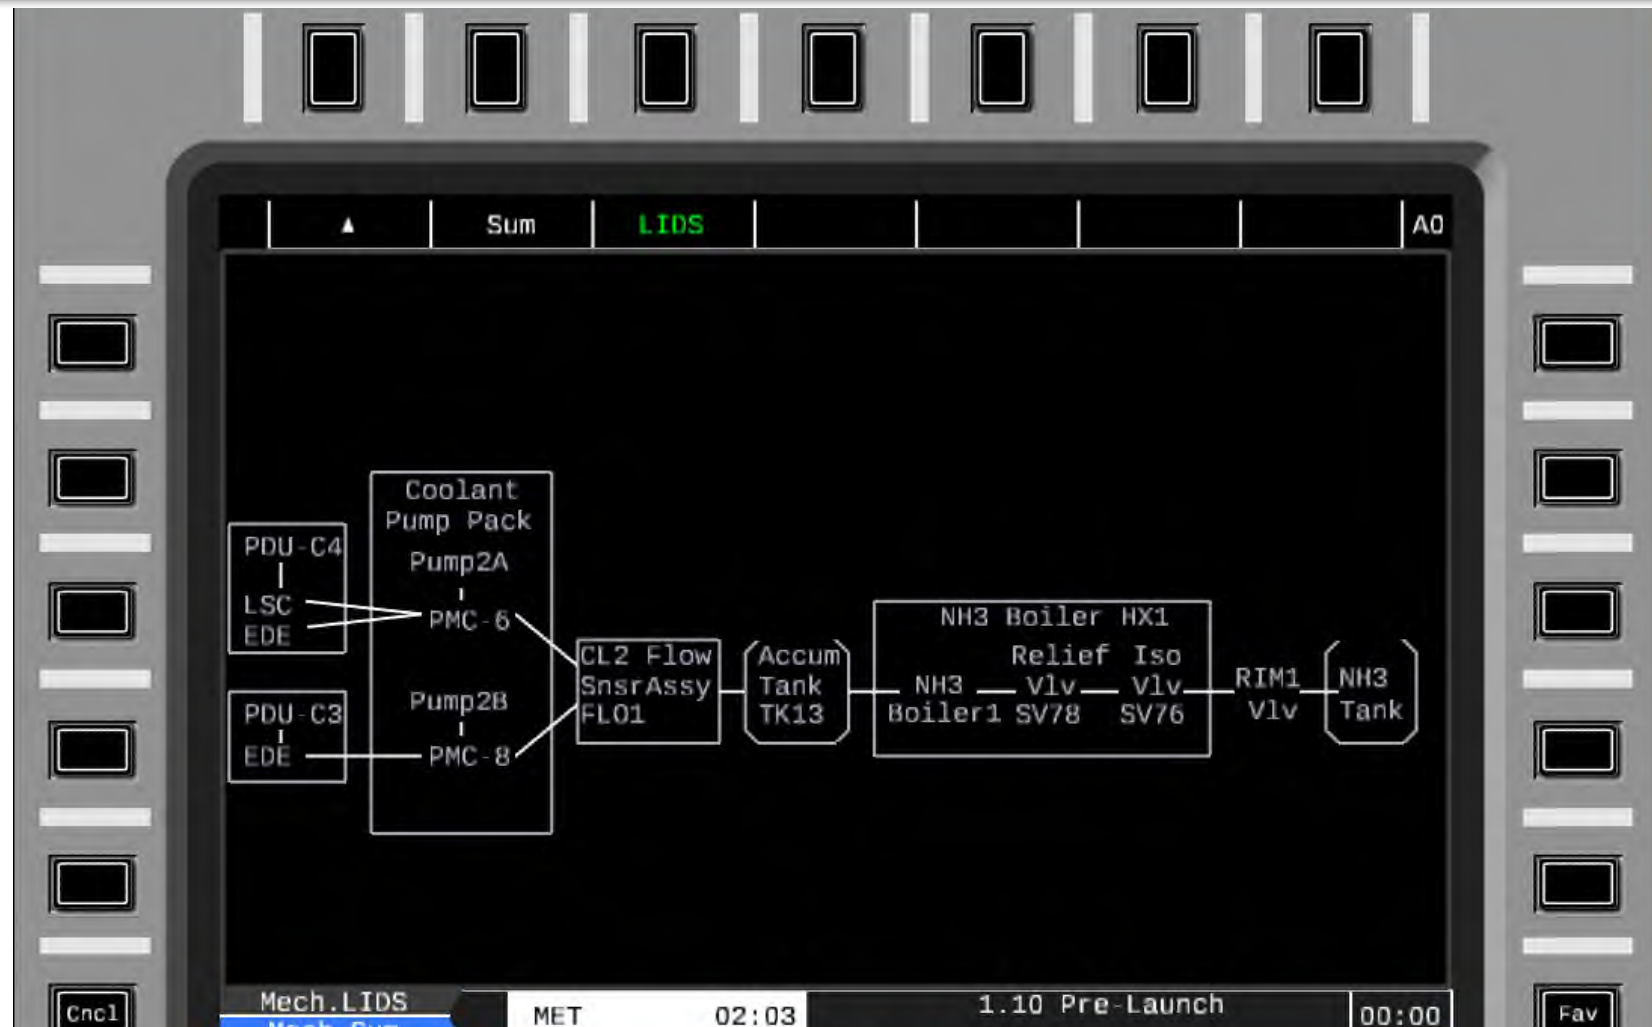 ▲ Sum LIDS A0
Coolant
Pump Pack
PDU-C4
Pump2A
LSC
EDE
PMC-6
NH3 Boiler HX1
CL2 Flow
SnsrAssy
FL01
Accum
Tank
TK13
NH3
Boiler1
Relief
Vlv
SV78
Iso
Vlv
SV76
RIM1
Vlv
NH3
Tank
PDU-C3
Pump2B
EDE
PMC-8
Mech.LIDS
Mech.Sum
MET 02:03
1.10 Pre-Launch
00:00
Cncl
Fav